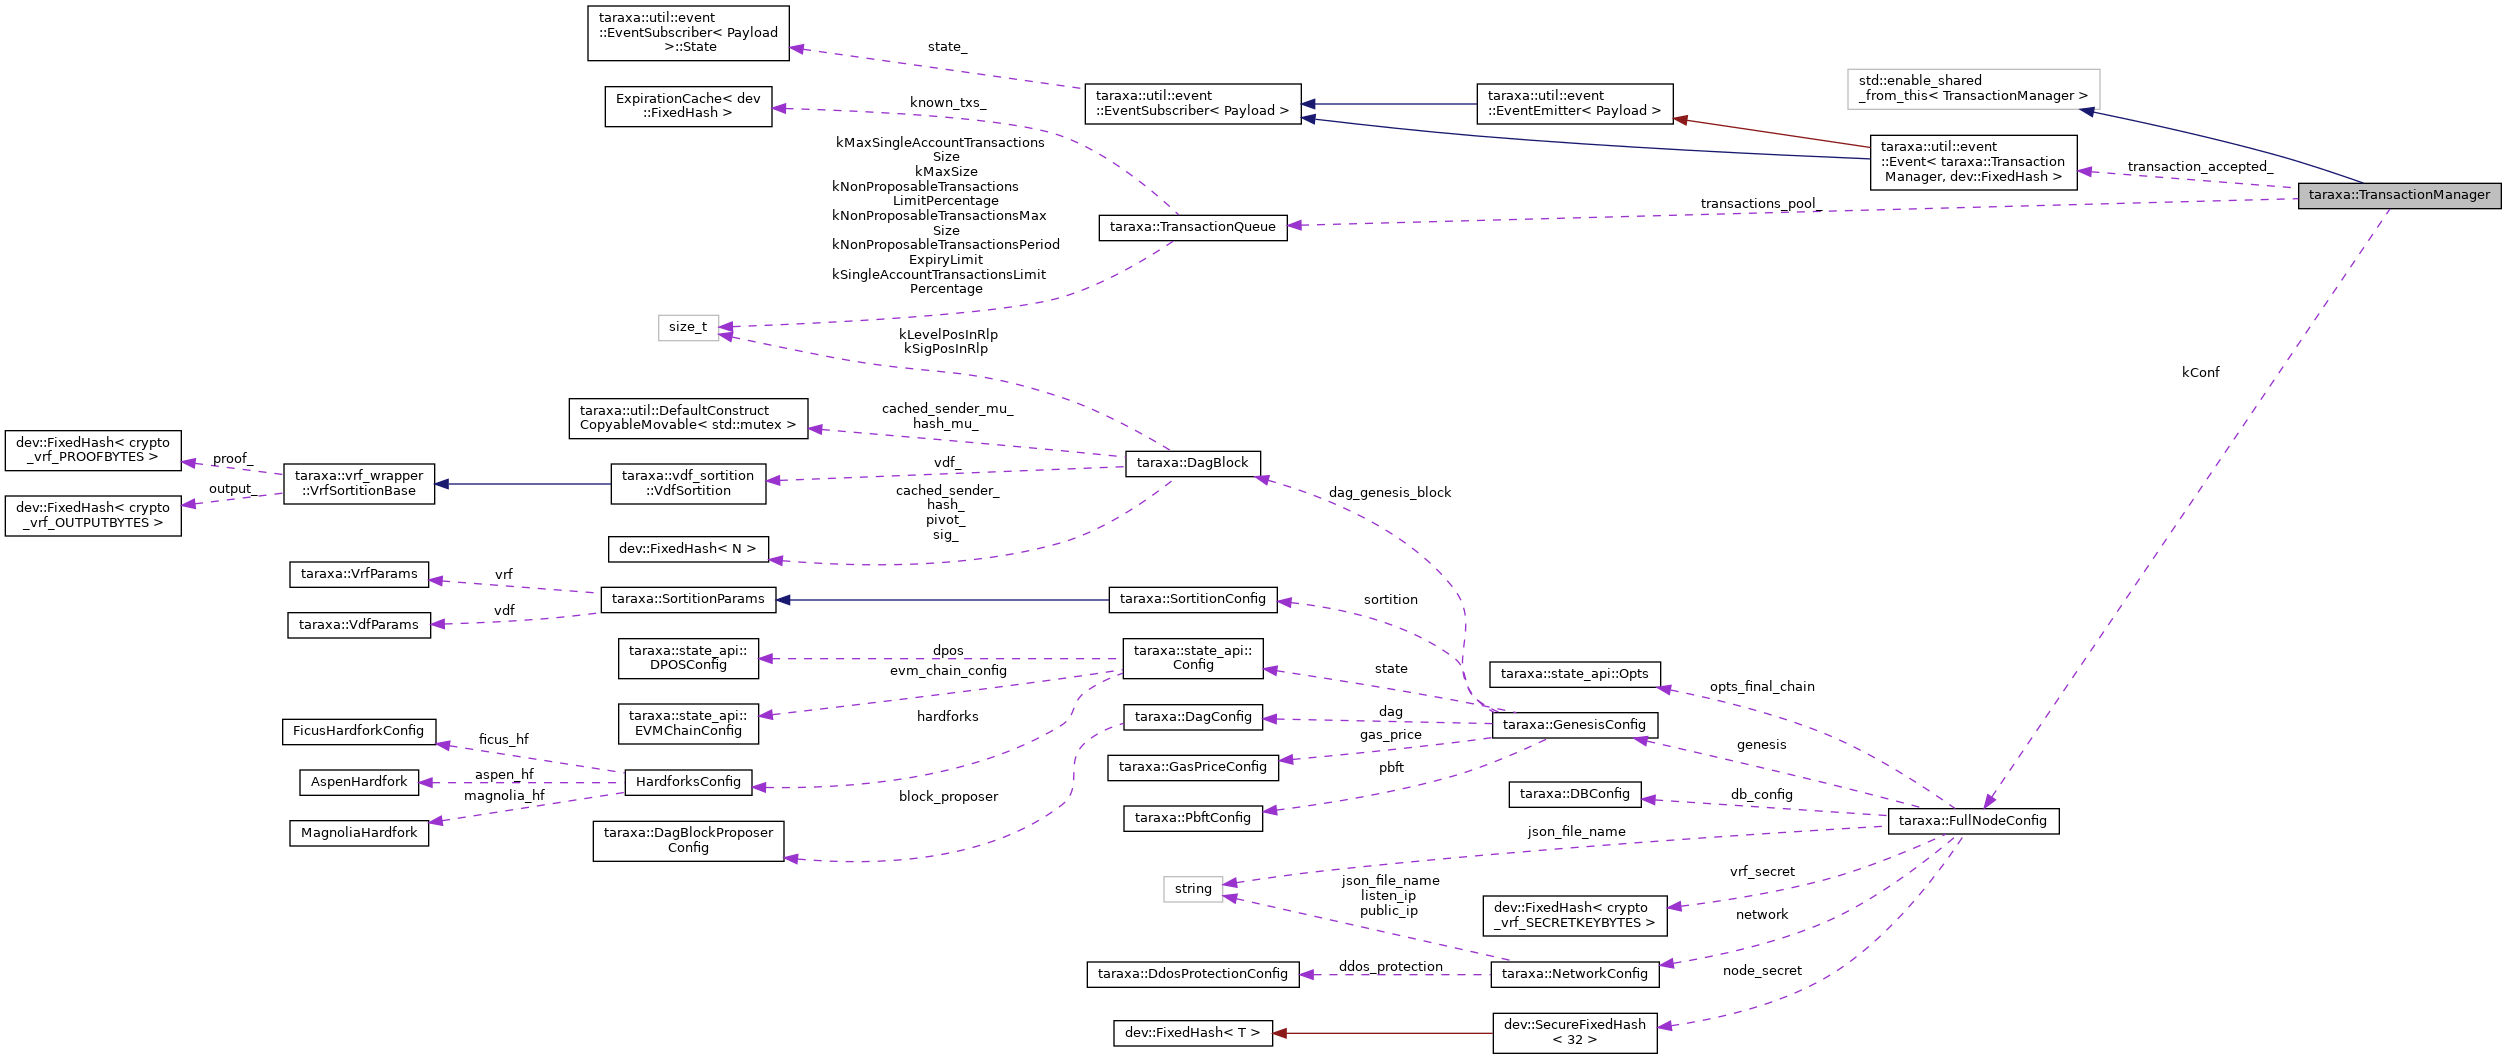 taraxa::util::event
::EventSubscriber< Payload
>::State
state_
ExpirationCache< dev
::FixedHash >
known_txs_
taraxa::util::event
::EventSubscriber< Payload >
taraxa::util::event
::EventEmitter< Payload >
std::enable_shared
_from_this< TransactionManager >
taraxa::util::event
::Event< taraxa::Transaction
Manager, dev::FixedHash >
transaction_accepted_
taraxa::TransactionManager
transactions_pool_
taraxa::TransactionQueue
kMaxSingleAccountTransactions
Size
kMaxSize
kNonProposableTransactions
LimitPercentage
kNonProposableTransactionsMax
Size
kNonProposableTransactionsPeriod
ExpiryLimit
kSingleAccountTransactionsLimit
Percentage
size_t
kLevelPosInRlp
kSigPosInRlp
kConf
taraxa::util::DefaultConstruct
CopyableMovable< std::mutex >
cached_sender_mu_
hash_mu_
dev::FixedHash< crypto
_vrf_PROOFBYTES >
proof_
dev::FixedHash< crypto
_vrf_OUTPUTBYTES >
output_
taraxa::vrf_wrapper
::VrfSortitionBase
taraxa::vdf_sortition
::VdfSortition
vdf_
taraxa::DagBlock
cached_sender_
hash_
pivot_
sig_
dag_genesis_block
dev::FixedHash< N >
taraxa::VrfParams
vrf
taraxa::VdfParams
vdf
taraxa::SortitionParams
taraxa::SortitionConfig
sortition
taraxa::state_api::
DPOSConfig
dpos
taraxa::state_api::
Config
evm_chain_config
state
taraxa::state_api::Opts
opts_final_chain
taraxa::state_api::
EVMChainConfig
hardforks
taraxa::DagConfig
dag
taraxa::GenesisConfig
FicusHardforkConfig
ficus_hf
AspenHardfork
aspen_hf
MagnoliaHardfork
magnolia_hf
HardforksConfig
gas_price
taraxa::GasPriceConfig
genesis
pbft
block_proposer
taraxa::PbftConfig
taraxa::DBConfig
db_config
taraxa::FullNodeConfig
taraxa::DagBlockProposer
Config
json_file_name
string
json_file_name
listen_ip
public_ip
vrf_secret
dev::FixedHash< crypto
_vrf_SECRETKEYBYTES >
network
taraxa::DdosProtectionConfig
ddos_protection
taraxa::NetworkConfig
node_secret
dev::FixedHash< T >
dev::SecureFixedHash
< 32 >